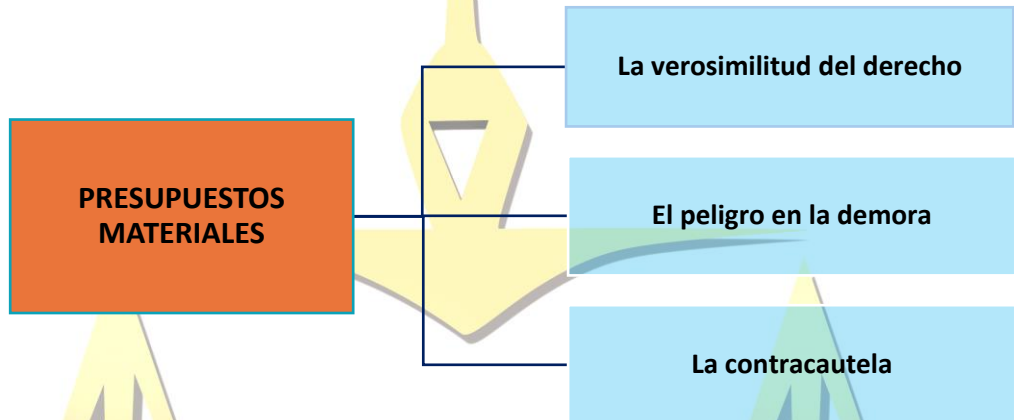 PRESUPUESTOS
MATERIALES
La verosimilitud del derecho
El peligro en la demora
La contracautela